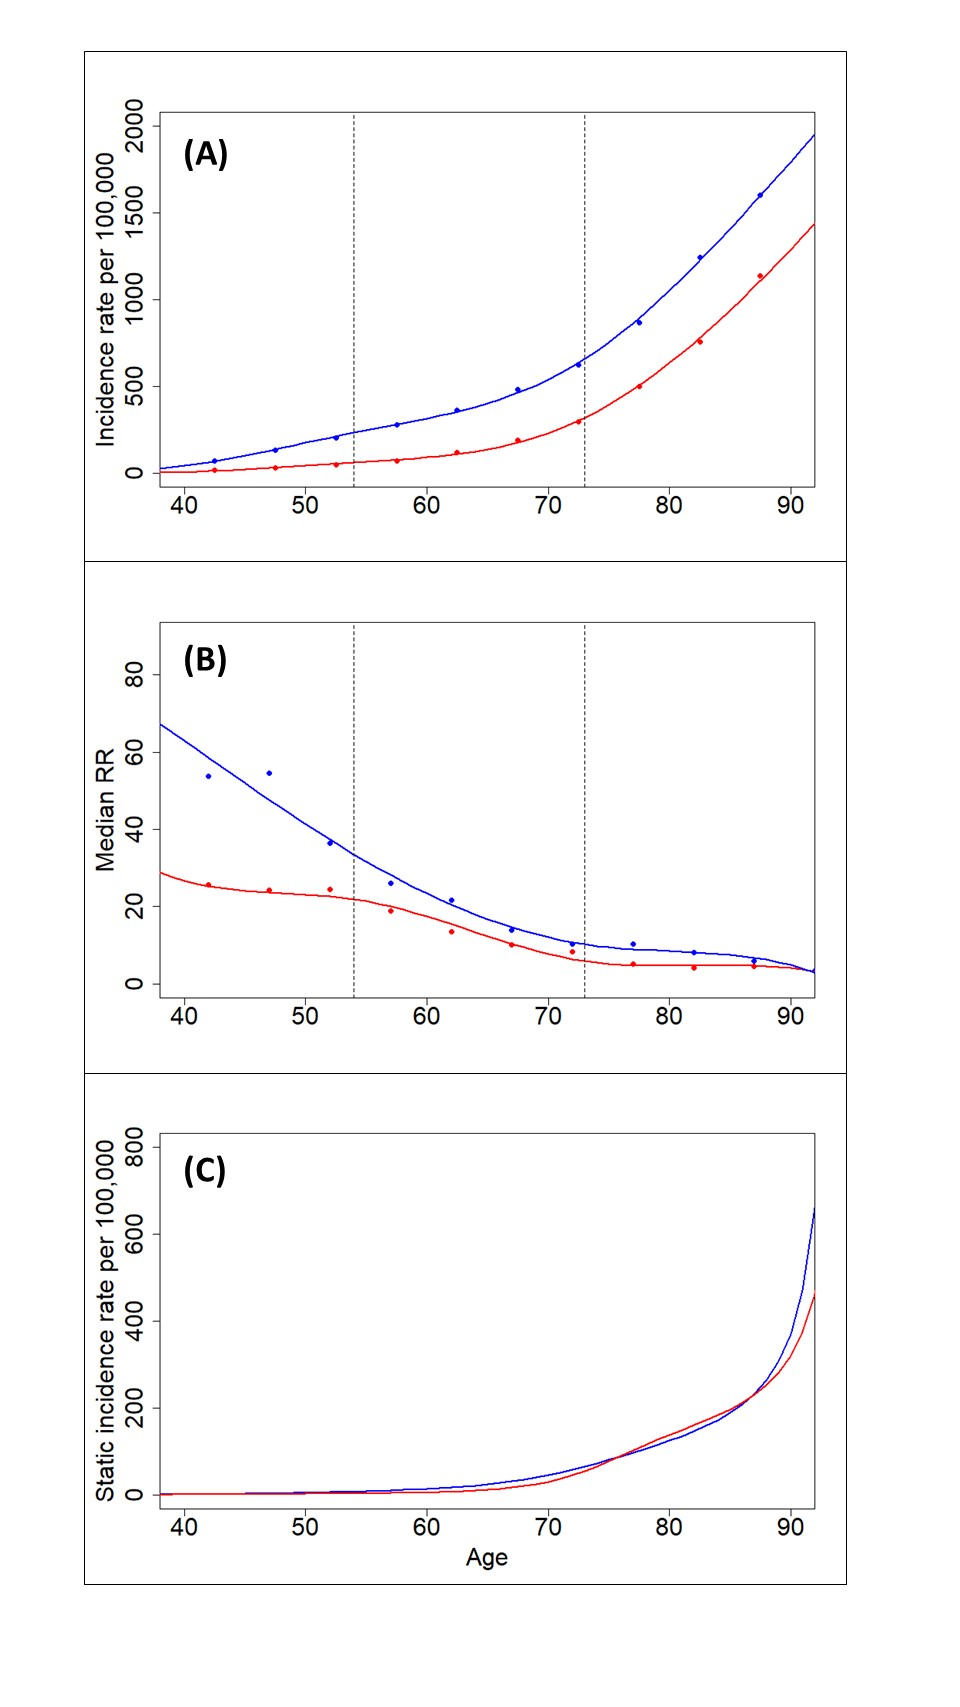 (A)
Incidence rate per 100,000
0 500 1000 1500 2000
40 50 60 70 80 90
(B)
Median RR
0 20 40 60 80
40 50 60 70 80 90
(C)
Static incidence rate per 100,000
0 200 400 600 800
40 50 60 70 80 90
Age